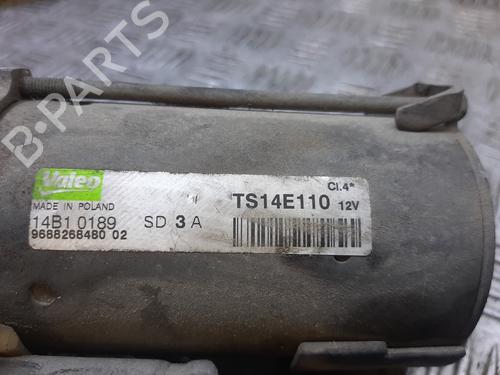 B-PARTS
Valeo
MADE IN POLAND
14B1 0189 SD 3 A
9688268480 02
Cl.4*
TS14E110 12V